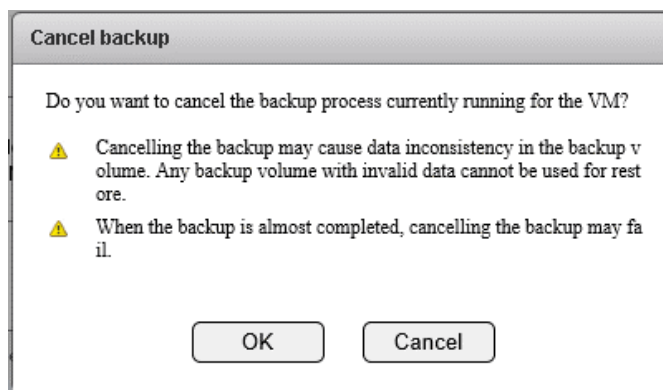 Cancel backup
Do you want to cancel the backup process currently running for the VM?
Cancelling the backup may cause data inconsistency in the backup v
olume. Any backup volume with invalid data cannot be used for rest
ore.
When the backup is almost completed, cancelling the backup may fa
il.
OK
Cancel